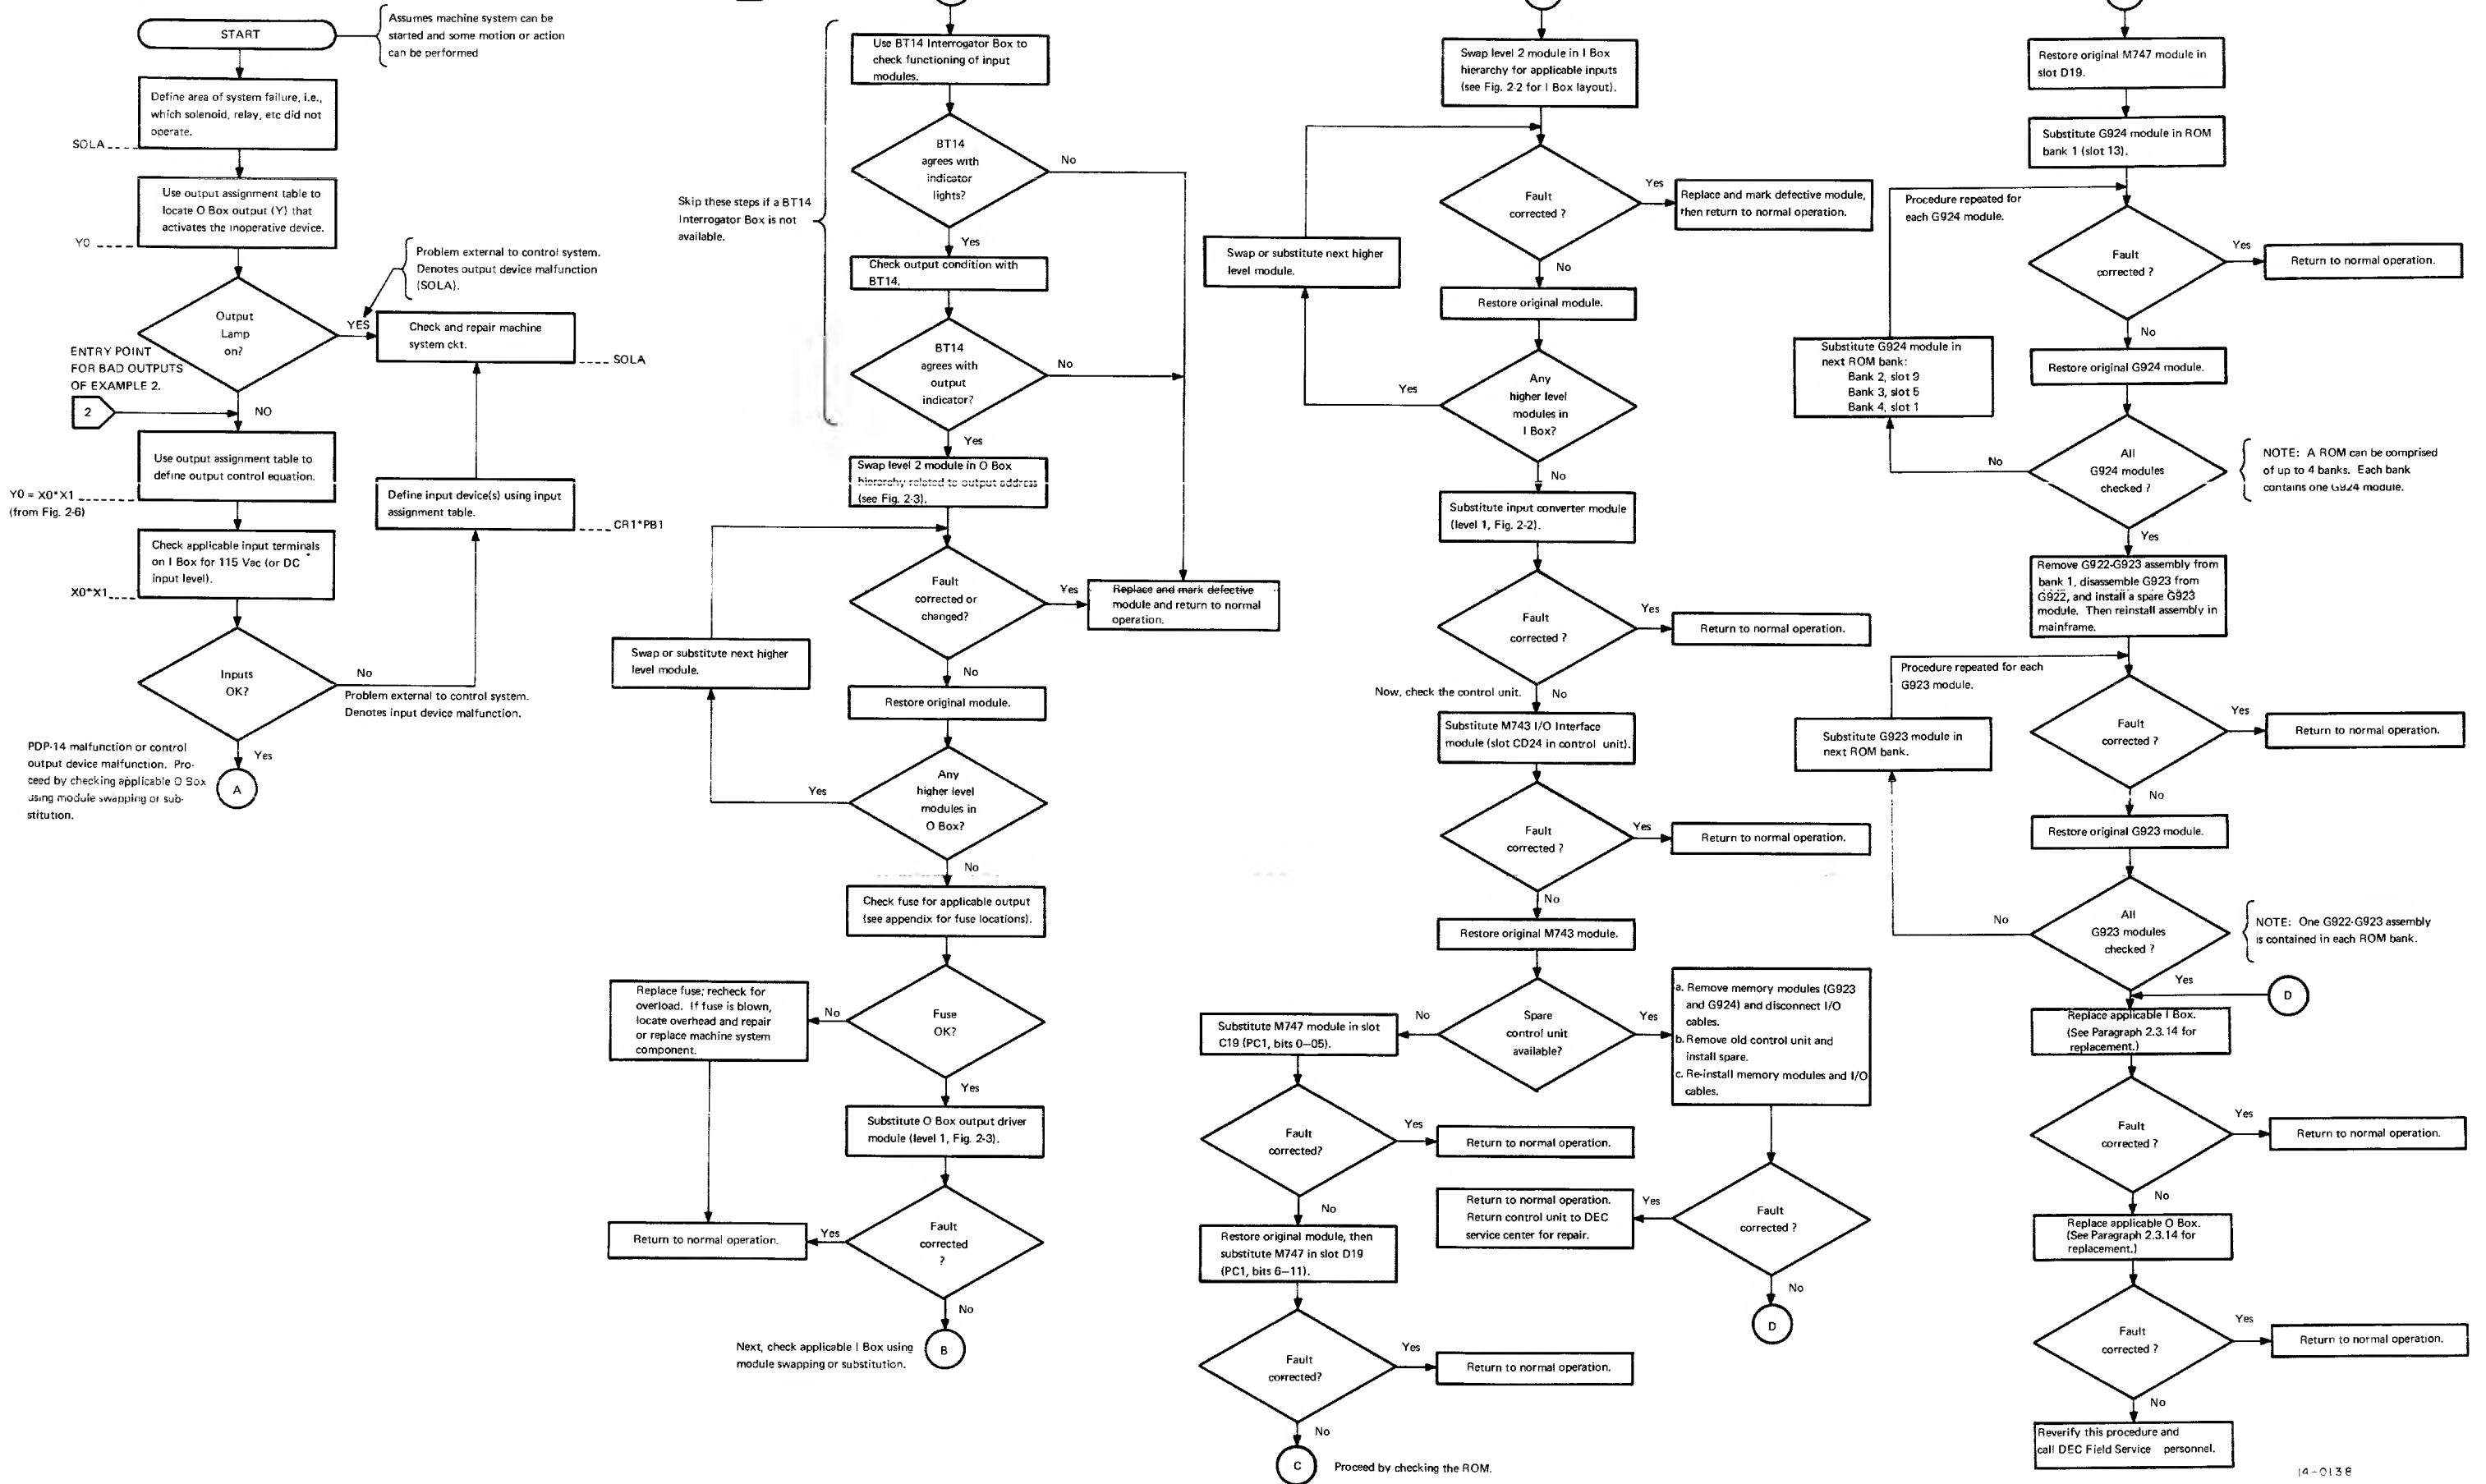 START
Assumes machine system can be
started and some motion or action
can be performed
Define area of system failure, i.e.,
which solenoid, relay, etc did not
operate.
SOLA
Use output assignment table to
locate O Box output (Y) that
activates the inoperative device.
Y0
Problem external to control system.
Denotes output device malfunction
(SOLA).
Output
Lamp
on?
YES
Check and repair machine
system ckt.
SOLA
ENTRY POINT
FOR BAD OUTPUTS
OF EXAMPLE 2.
2
NO
Use output assignment table to
define output control equation.
Y0 = X0*X1
(from Fig. 2-6)
Define input device(s) using input
assignment table.
CR1*PB1
Check applicable input terminals
on I Box for 115 Vac (or DC
input level).
X0*X1
Inputs
OK?
No
Problem external to control system.
Denotes input device malfunction.
Yes
PDP-14 malfunction or control
output device malfunction. Pro-
ceed by checking applicable O Box
using module swapping or sub-
stitution.
A
Use BT14 Interrogator Box to
check functioning of input
modules.
BT14
agrees with
indicator
lights?
No
Skip these steps if a BT14
Interrogator Box is not
available.
Yes
Check output condition with
BT14.
BT14
agrees with
output
indicator?
No
Yes
Swap level 2 module in O Box
hierarchy related to output address
(see Fig. 2-3).
Fault
corrected or
changed?
Yes
Replace and mark defective
module and return to normal
operation.
Swap or substitute next higher
level module.
No
Restore original module.
Any
higher level
modules in
O Box?
Yes
No
Check fuse for applicable output
(see appendix for fuse locations).
Replace fuse; recheck for
overload. If fuse is blown,
locate overhead and repair
or replace machine system
component.
No
Fuse
OK?
Yes
Substitute O Box output driver
module (level 1, Fig. 2-3).
Return to normal operation.
Yes
Fault
corrected
?
No
Next, check applicable I Box using
module swapping or substitution.
B
Swap level 2 module in I Box
hierarchy for applicable inputs
(see Fig. 2-2 for I Box layout).
Fault
corrected ?
Yes
Replace and mark defective module,
then return to normal operation.
Swap or substitute next higher
level module.
No
Restore original module.
Any
higher level
modules in
I Box?
Yes
No
Substitute input converter module
(level 1, Fig. 2-2).
Fault
corrected ?
Yes
Return to normal operation.
Now, check the control unit.
No
Substitute M743 I/O Interface
module (slot CD24 in control unit).
Fault
corrected ?
Yes
Return to normal operation.
No
Restore original M743 module.
Spare
control unit
available?
No
Yes
Substitute M747 module in slot
C19 (PC1, bits 0–05).
a. Remove memory modules (G923
and G924) and disconnect I/O
cables.
b. Remove old control unit and
install spare.
c. Re-install memory modules and I/O
cables.
Fault
corrected?
Yes
Return to normal operation.
No
Restore original module, then
substitute M747 in slot D19
(PC1, bits 6–11).
Return to normal operation.
Return control unit to DEC
service center for repair.
Yes
Fault
corrected ?
No
D
Fault
corrected?
Yes
Return to normal operation.
No
C
Proceed by checking the ROM.
Restore original M747 module in
slot D19.
Substitute G924 module in ROM
bank 1 (slot 13).
Procedure repeated for
each G924 module.
Fault
corrected ?
Yes
Return to normal operation.
No
Substitute G924 module in
next ROM bank:
Bank 2, slot 9
Bank 3, slot 5
Bank 4, slot 1
Restore original G924 module.
All
G924 modules
checked ?
No
NOTE: A ROM can be comprised
of up to 4 banks. Each bank
contains one G924 module.
Yes
Remove G922-G923 assembly from
bank 1, disassemble G923 from
G922, and install a spare G923
module. Then reinstall assembly in
mainframe.
Procedure repeated for each
G923 module.
Fault
corrected ?
Yes
Return to normal operation.
Substitute G923 module in
next ROM bank.
No
Restore original G923 module.
All
G923 modules
checked ?
No
NOTE: One G922-G923 assembly
is contained in each ROM bank.
Yes
D
Replace applicable I Box.
(See Paragraph 2.3.14 for
replacement.)
Fault
corrected ?
Yes
Return to normal operation.
No
Replace applicable O Box.
(See Paragraph 2.3.14 for
replacement.)
Fault
corrected ?
Yes
Return to normal operation.
No
Reverify this procedure and
call DEC Field Service personnel.
14-0138